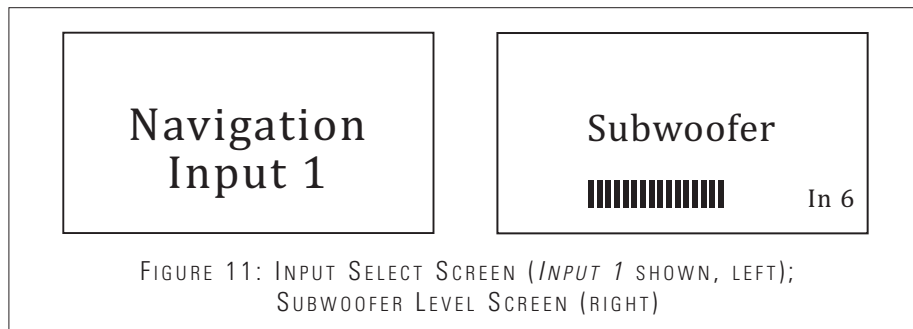 Navigation
Input 1
Subwoofer
In 6
FIGURE 11: INPUT SELECT SCREEN (INPUT 1 SHOWN, LEFT);
SUBWOOFER LEVEL SCREEN (RIGHT)